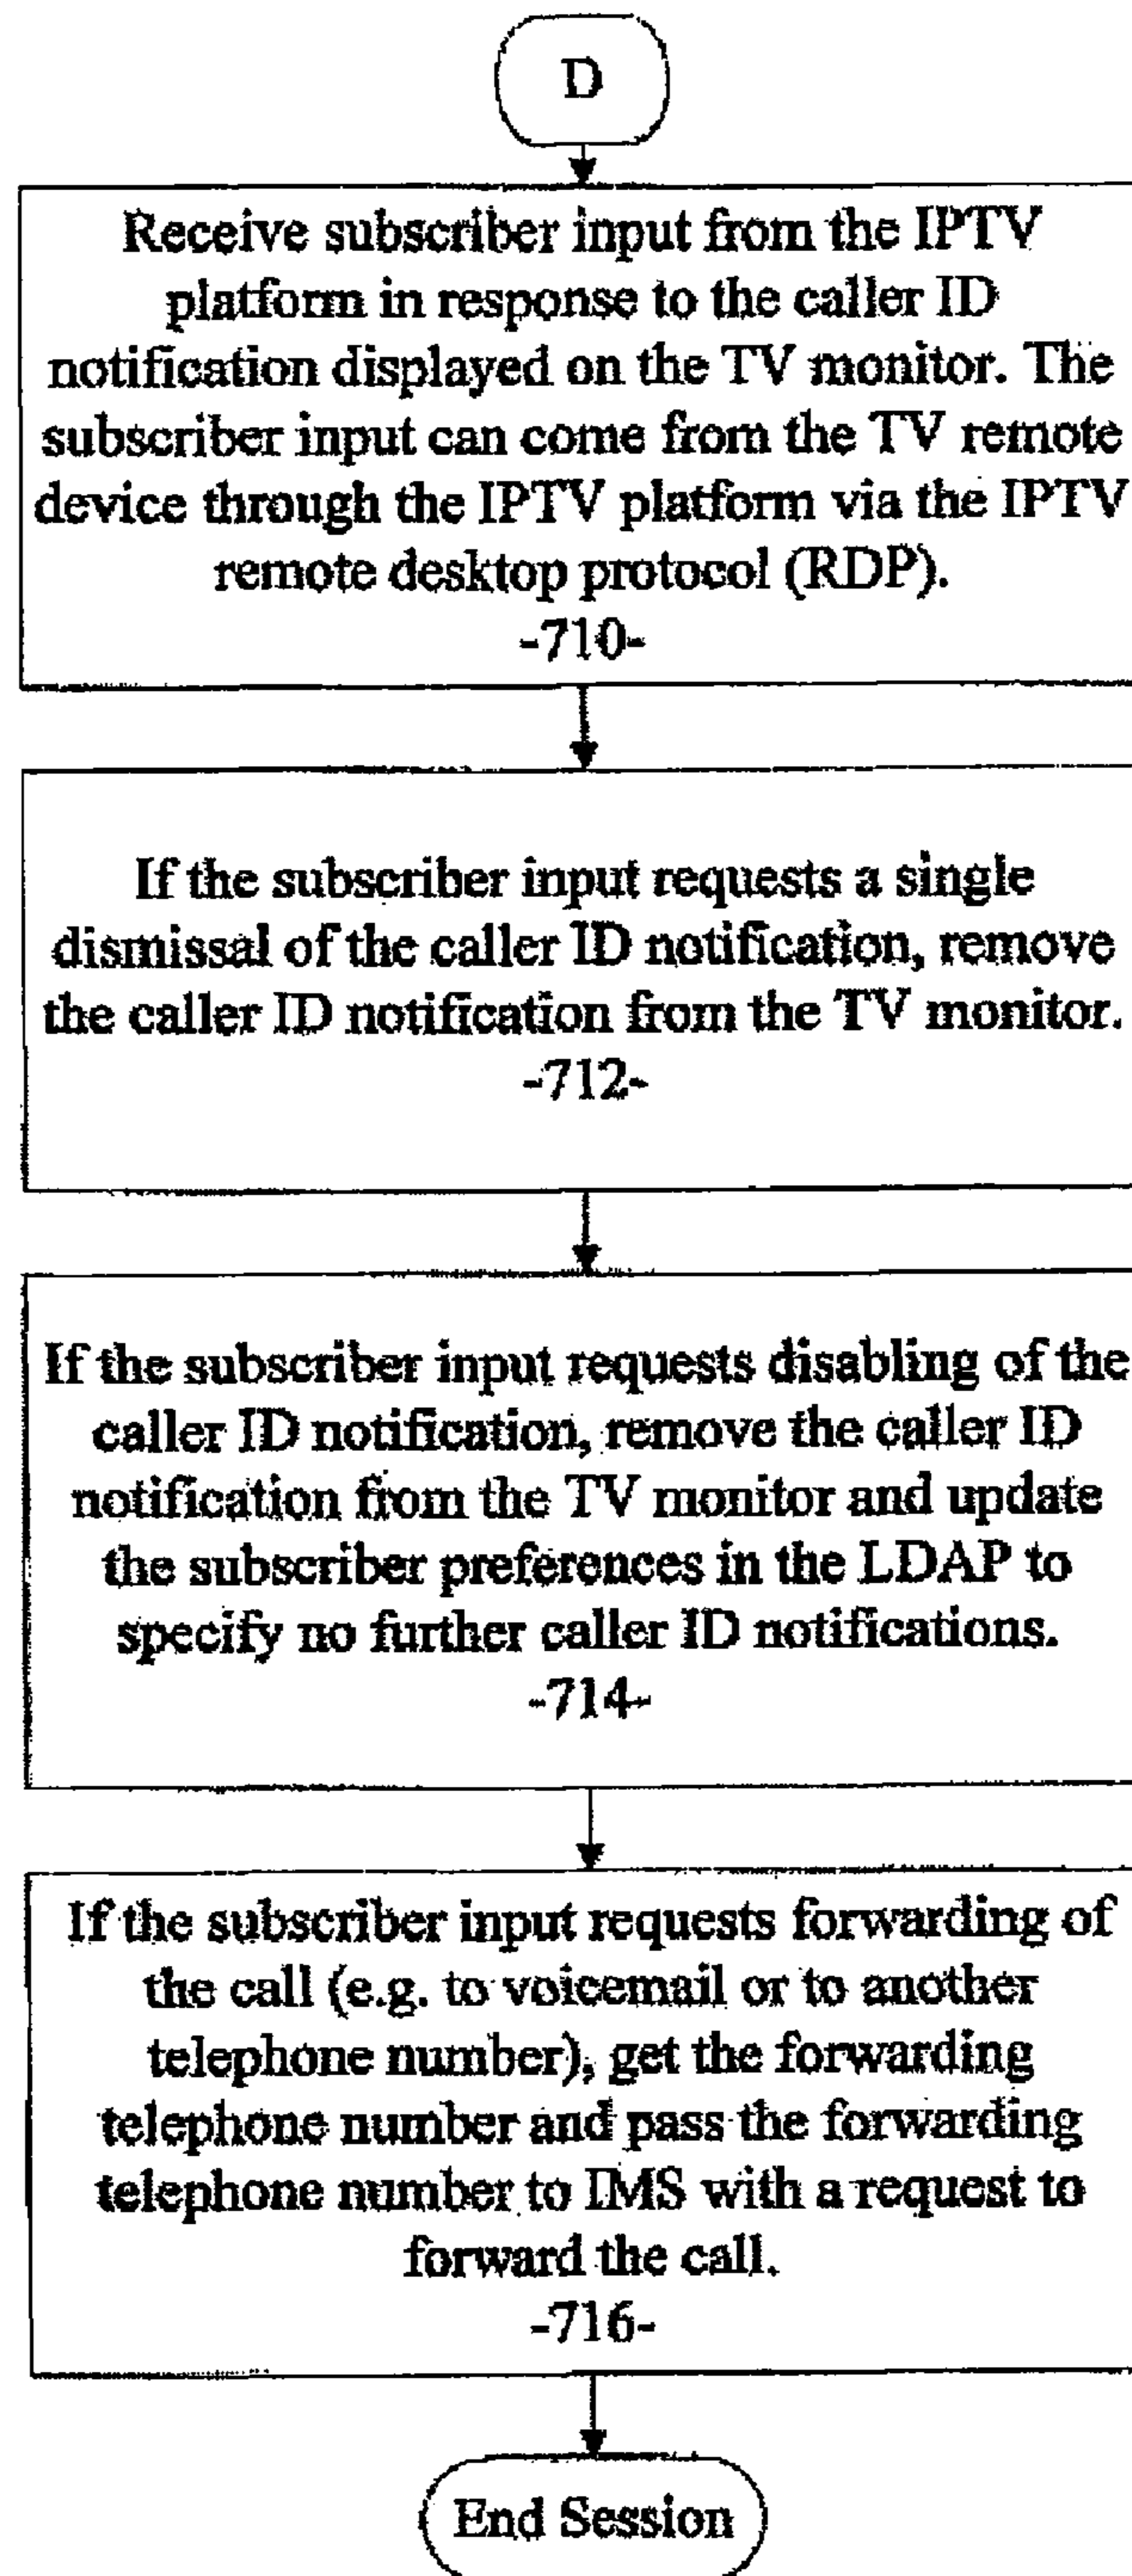 D
Receive subscriber input from the IPTV
platform in response to the caller ID
notification displayed on the TV monitor. The
subscriber input can come from the TV remote
device through the IPTV platform via the IPTV
remote desktop protocol (RDP).
-710-
If the subscriber input requests a single
dismissal of the caller ID notification, remove
the caller ID notification from the TV monitor.
-712-
If the subscriber input requests disabling of the
caller ID notification, remove the caller ID
notification from the TV monitor and update
the subscriber preferences in the LDAP to
specify no further caller ID notifications.
-714-
If the subscriber input requests forwarding of
the call (e.g. to voicemail or to another
telephone number), get the forwarding
telephone number and pass the forwarding
telephone number to IMS with a request to
forward the call.
-716-
End Session